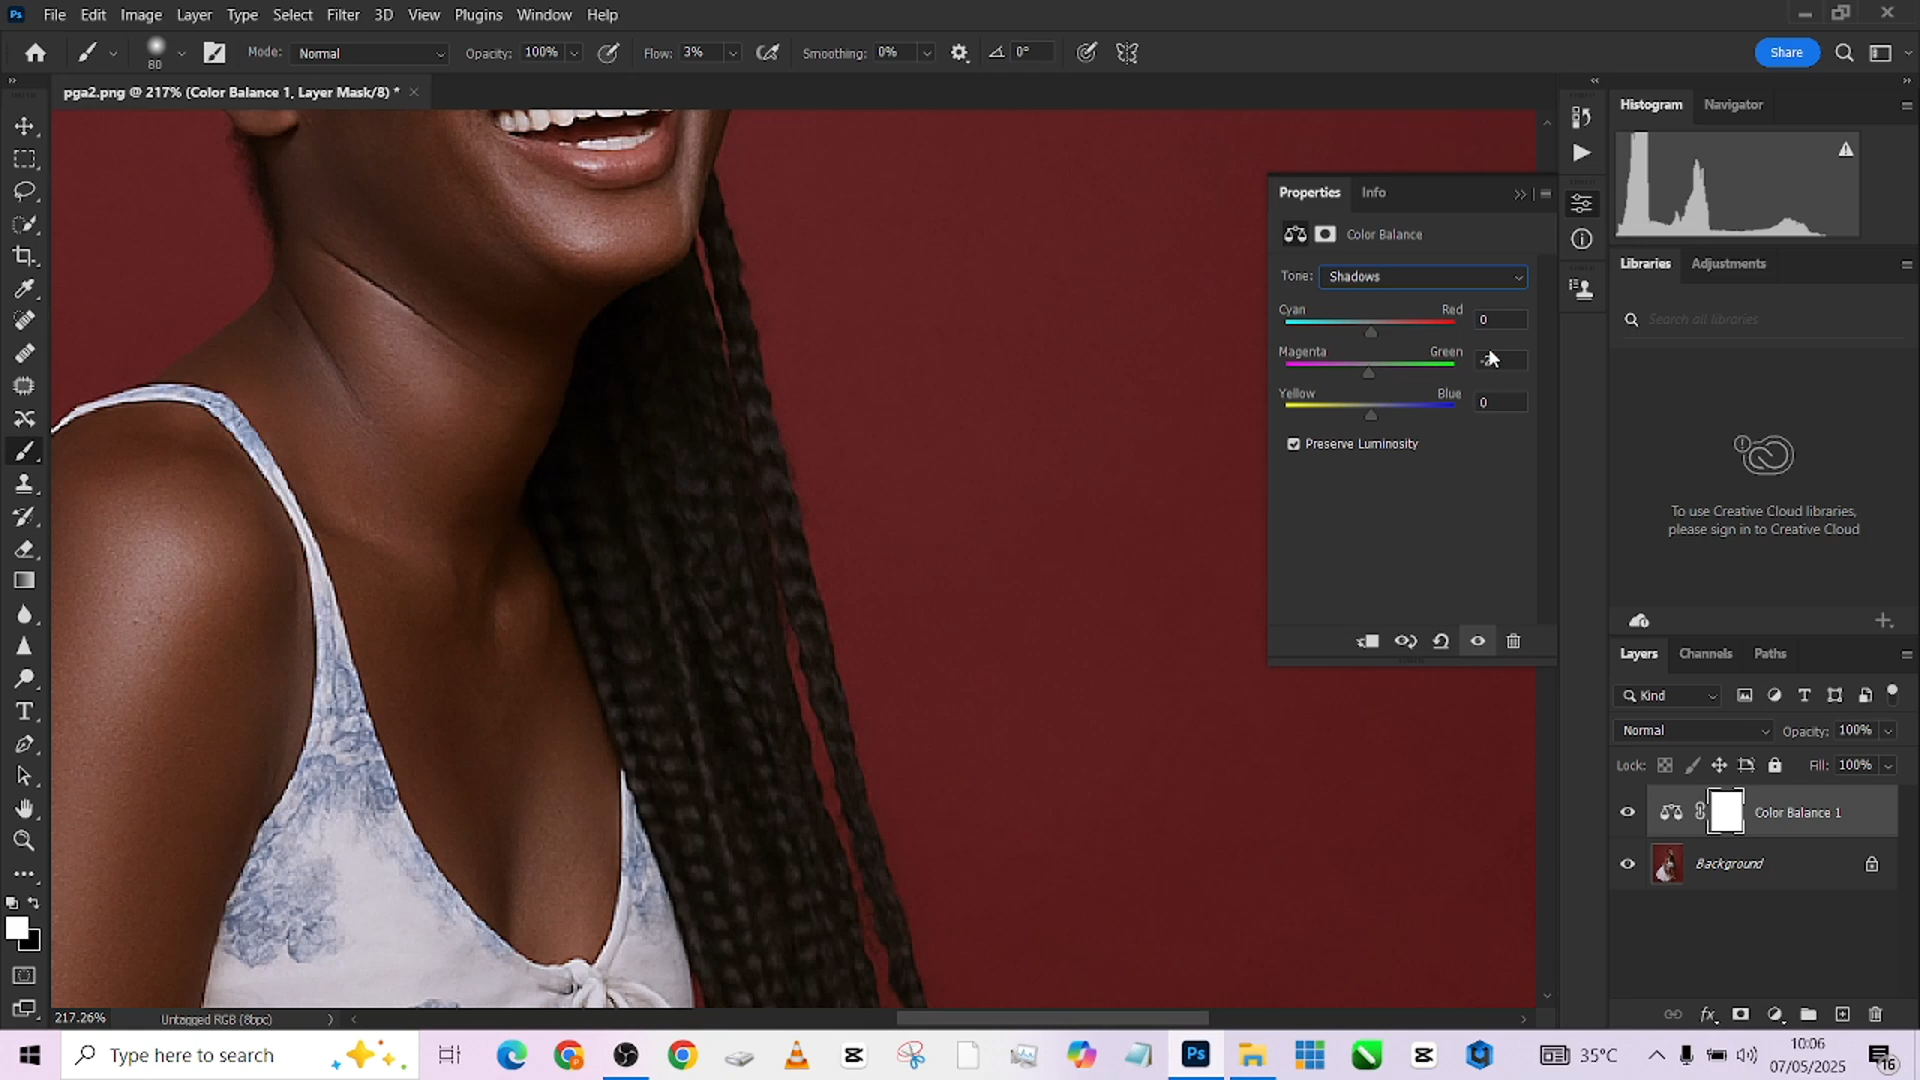 Ps File Edit Image Layer Type Select Filter 3D View Plugins Window Help
80 Mode: Normal Opacity: 100% Flow: 3% Smoothing: 0% 0° Share
pga2.png @ 217% (Color Balance 1, Layer Mask/8) *
Histogram Navigator
Properties Info
Color Balance
Tone: Shadows
Cyan Red 0
Magenta Green
Yellow Blue 0
Preserve Luminosity
Libraries Adjustments
Search all libraries
To use Creative Cloud libraries,
please sign in to Creative Cloud
Layers Channels Paths
Kind
Normal Opacity: 100%
Lock: Fill: 100%
Color Balance 1
Background
217.26% Untagged RGB (8bpc)
Type here to search
Ps
35°C
10:06
07/05/2025
16